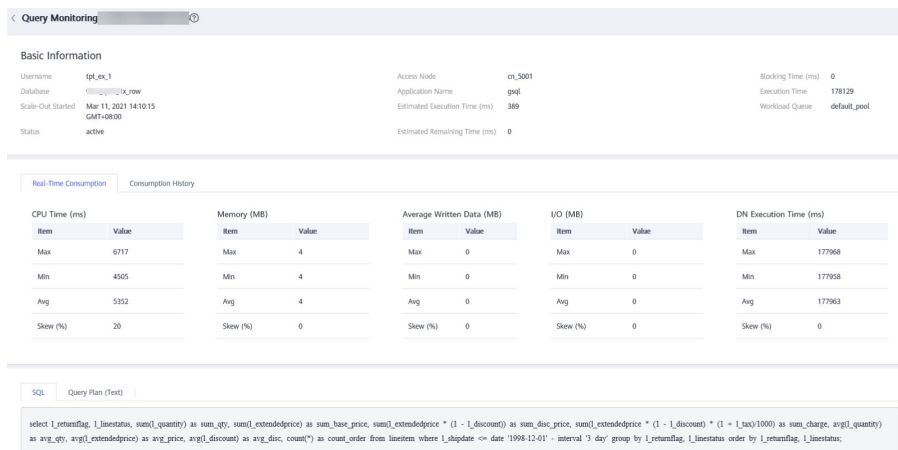 Query Monitoring
Basic Information
Username tpt_ex_1 Access Node cn_5001 Blocking Time (ms) 0
Database x_row Application Name gsql Execution Time 178129
Scale-Out Started Mar 11, 2021 14:10:15 Estimated Execution Time (ms) 389 Workload Queue default_pool
GMT+08:00
Status active Estimated Remaining Time (ms) 0
Real-Time Consumption Consumption History
CPU Time (ms) Memory (MB) Average Written Data (MB) I/O (MB) DN Execution Time (ms)
Item Value Item Value Item Value Item Value Item Value
Max 6717 Max 4 Max 0 Max 0 Max 177968
Min 4505 Min 4 Min 0 Min 0 Min 177958
Avg 5352 Avg 4 Avg 0 Avg 0 Avg 177963
Skew (%) 20 Skew (%) 0 Skew (%) 0 Skew (%) 0 Skew (%) 0
SQL Query Plan (Text)
select l_returnflag, l_linestatus, sum(l_quantity) as sum_qty, sum(l_extendedprice) as sum_base_price, sum(l_extendedprice * (1 - l_discount)) as sum_disc_price, sum(l_extendedprice * (1 - l_discount) * (1 + l_tax)/1000) as sum_charge, avg(l_quantity)
as avg_qty, avg(l_extendedprice) as avg_price, avg(l_discount) as avg_disc, count(*) as count_order from lineitem where l_shipdate <= date '1998-12-01' - interval '3 day' group by l_returnflag, l_linestatus order by l_returnflag, l_linestatus;